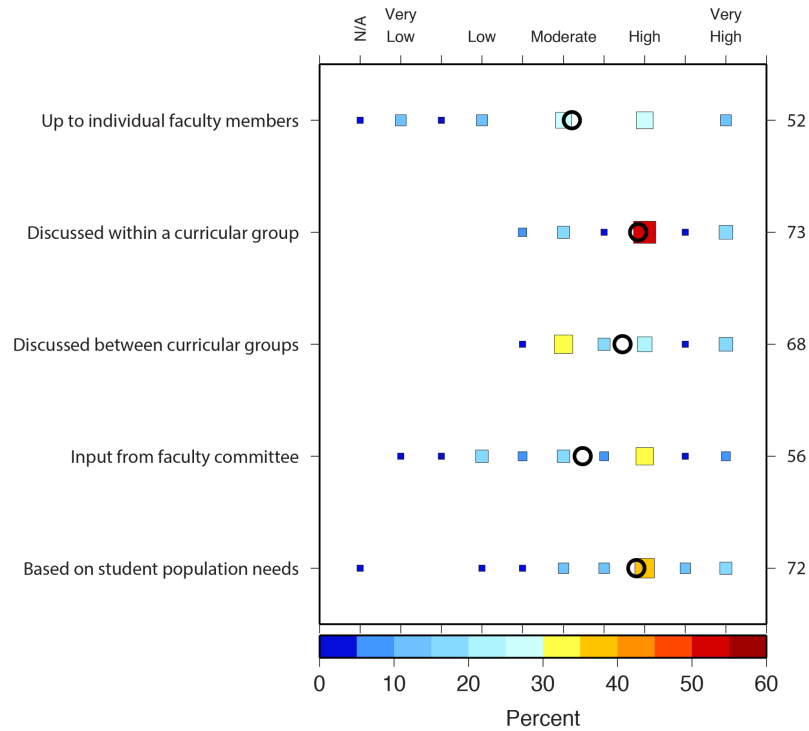 N/A
Very
Low
Low
Moderate
High
Very
High
Up to individual faculty members
52
Discussed within a curricular group
73
Discussed between curricular groups
68
Input from faculty committee
56
Based on student population needs
72
0 10 20 30 40 50 60
Percent